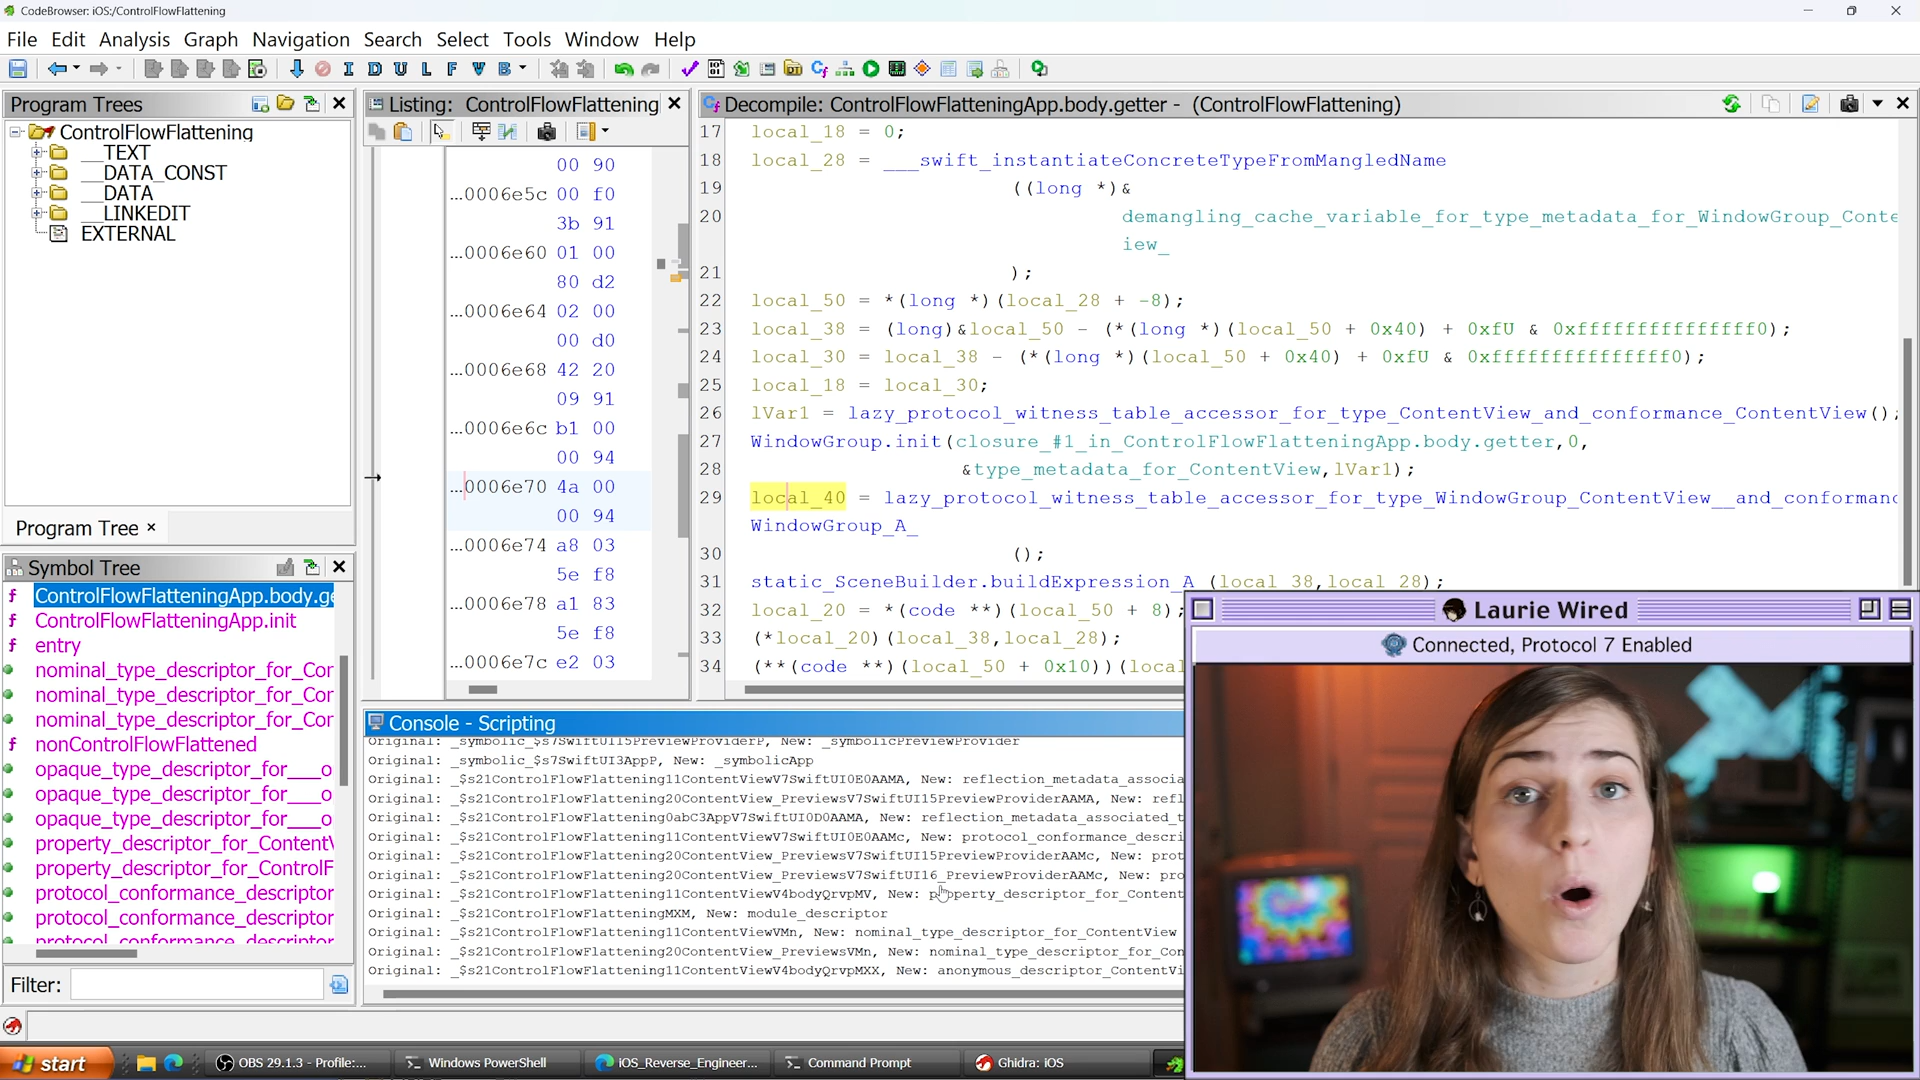 CodeBrowser: iOS:/ControlFlowFlattening
File Edit Analysis Graph Navigation Search Select Tools Window Help
I D U L F V B
Program Trees
ControlFlowFlattening
__TEXT
__DATA_CONST
__DATA
__LINKEDIT
EXTERNAL
Program Tree ×
Symbol Tree
ControlFlowFlatteningApp.body.ge
ControlFlowFlatteningApp.init
entry
nominal_type_descriptor_for_Cor
nominal_type_descriptor_for_Cor
nominal_type_descriptor_for_Cor
nonControlFlowFlattened
opaque_type_descriptor_for___o
opaque_type_descriptor_for___o
opaque_type_descriptor_for___o
property_descriptor_for_Content
property_descriptor_for_ControlF
protocol_conformance_descriptor
protocol_conformance_descriptor
protocol_conformance_descriptor
Filter:
Listing: ControlFlowFlattening
00 90
...0006e5c 00 f0
3b 91
...0006e60 01 00
80 d2
...0006e64 02 00
00 d0
...0006e68 42 20
09 91
...0006e6c b1 00
00 94
...0006e70 4a 00
00 94
...0006e74 a8 03
5e f8
...0006e78 a1 83
5e f8
...0006e7c e2 03
Decompile: ControlFlowFlatteningApp.body.getter - (ControlFlowFlattening)
17 local_18 = 0;
18 local_28 = ___swift_instantiateConcreteTypeFromMangledName
19 ((long *)&
20 demangling_cache_variable_for_type_metadata_for_WindowGroup_Conte
iew_
21 );
22 local_50 = *(long *)(local_28 + -8);
23 local_38 = (long)&local_50 - (*(long *)(local_50 + 0x40) + 0xfU & 0xfffffffffffffff0);
24 local_30 = local_38 - (*(long *)(local_50 + 0x40) + 0xfU & 0xfffffffffffffff0);
25 local_18 = local_30;
26 lVar1 = lazy_protocol_witness_table_accessor_for_type_ContentView_and_conformance_ContentView();
27 WindowGroup.init(closure_#1_in_ControlFlowFlatteningApp.body.getter,0,
28 &type_metadata_for_ContentView,lVar1);
29 local_40 = lazy_protocol_witness_table_accessor_for_type_WindowGroup_ContentView__and_conformanc
WindowGroup_A_
30 ();
31 static_SceneBuilder.buildExpression_A_(local_38,local_28);
32 local_20 = *(code **)(local_50 + 8);
33 (*local_20)(local_38,local_28);
34 (**(code **)(local_50 + 0x10))(local
Console - Scripting
Original: _symbolic_$s7SwiftUI15PreviewProviderP, New: _symbolicPreviewProvider
Original: _symbolic_$s7SwiftUI3AppP, New: _symbolicApp
Original: _$s21ControlFlowFlattening11ContentViewV7SwiftUI0E0AAMA, New: reflection_metadata_associa
Original: _$s21ControlFlowFlattening20ContentView_PreviewsV7SwiftUI15PreviewProviderAAMA, New: refl
Original: _$s21ControlFlowFlattening0abC3AppV7SwiftUI0D0AAMA, New: reflection_metadata_associated_t
Original: _$s21ControlFlowFlattening11ContentViewV7SwiftUI0E0AAMc, New: protocol_conformance_descri
Original: _$s21ControlFlowFlattening20ContentView_PreviewsV7SwiftUI15PreviewProviderAAMc, New: prot
Original: _$s21ControlFlowFlattening20ContentView_PreviewsV7SwiftUI16_PreviewProviderAAMc, New: pro
Original: _$s21ControlFlowFlattening11ContentViewV4bodyQrvpMV, New: property_descriptor_for_Content
Original: _$s21ControlFlowFlatteningMXM, New: module_descriptor
Original: _$s21ControlFlowFlattening11ContentViewVMn, New: nominal_type_descriptor_for_ContentView
Original: _$s21ControlFlowFlattening20ContentView_PreviewsVMn, New: nominal_type_descriptor_for_Con
Original: _$s21ControlFlowFlattening11ContentViewV4bodyQrvpMXX, New: anonymous_descriptor_ContentVi
Laurie Wired
Connected, Protocol 7 Enabled
start
OBS 29.1.3 - Profile:...
Windows PowerShell
iOS_Reverse_Engineer...
Command Prompt
Ghidra: iOS